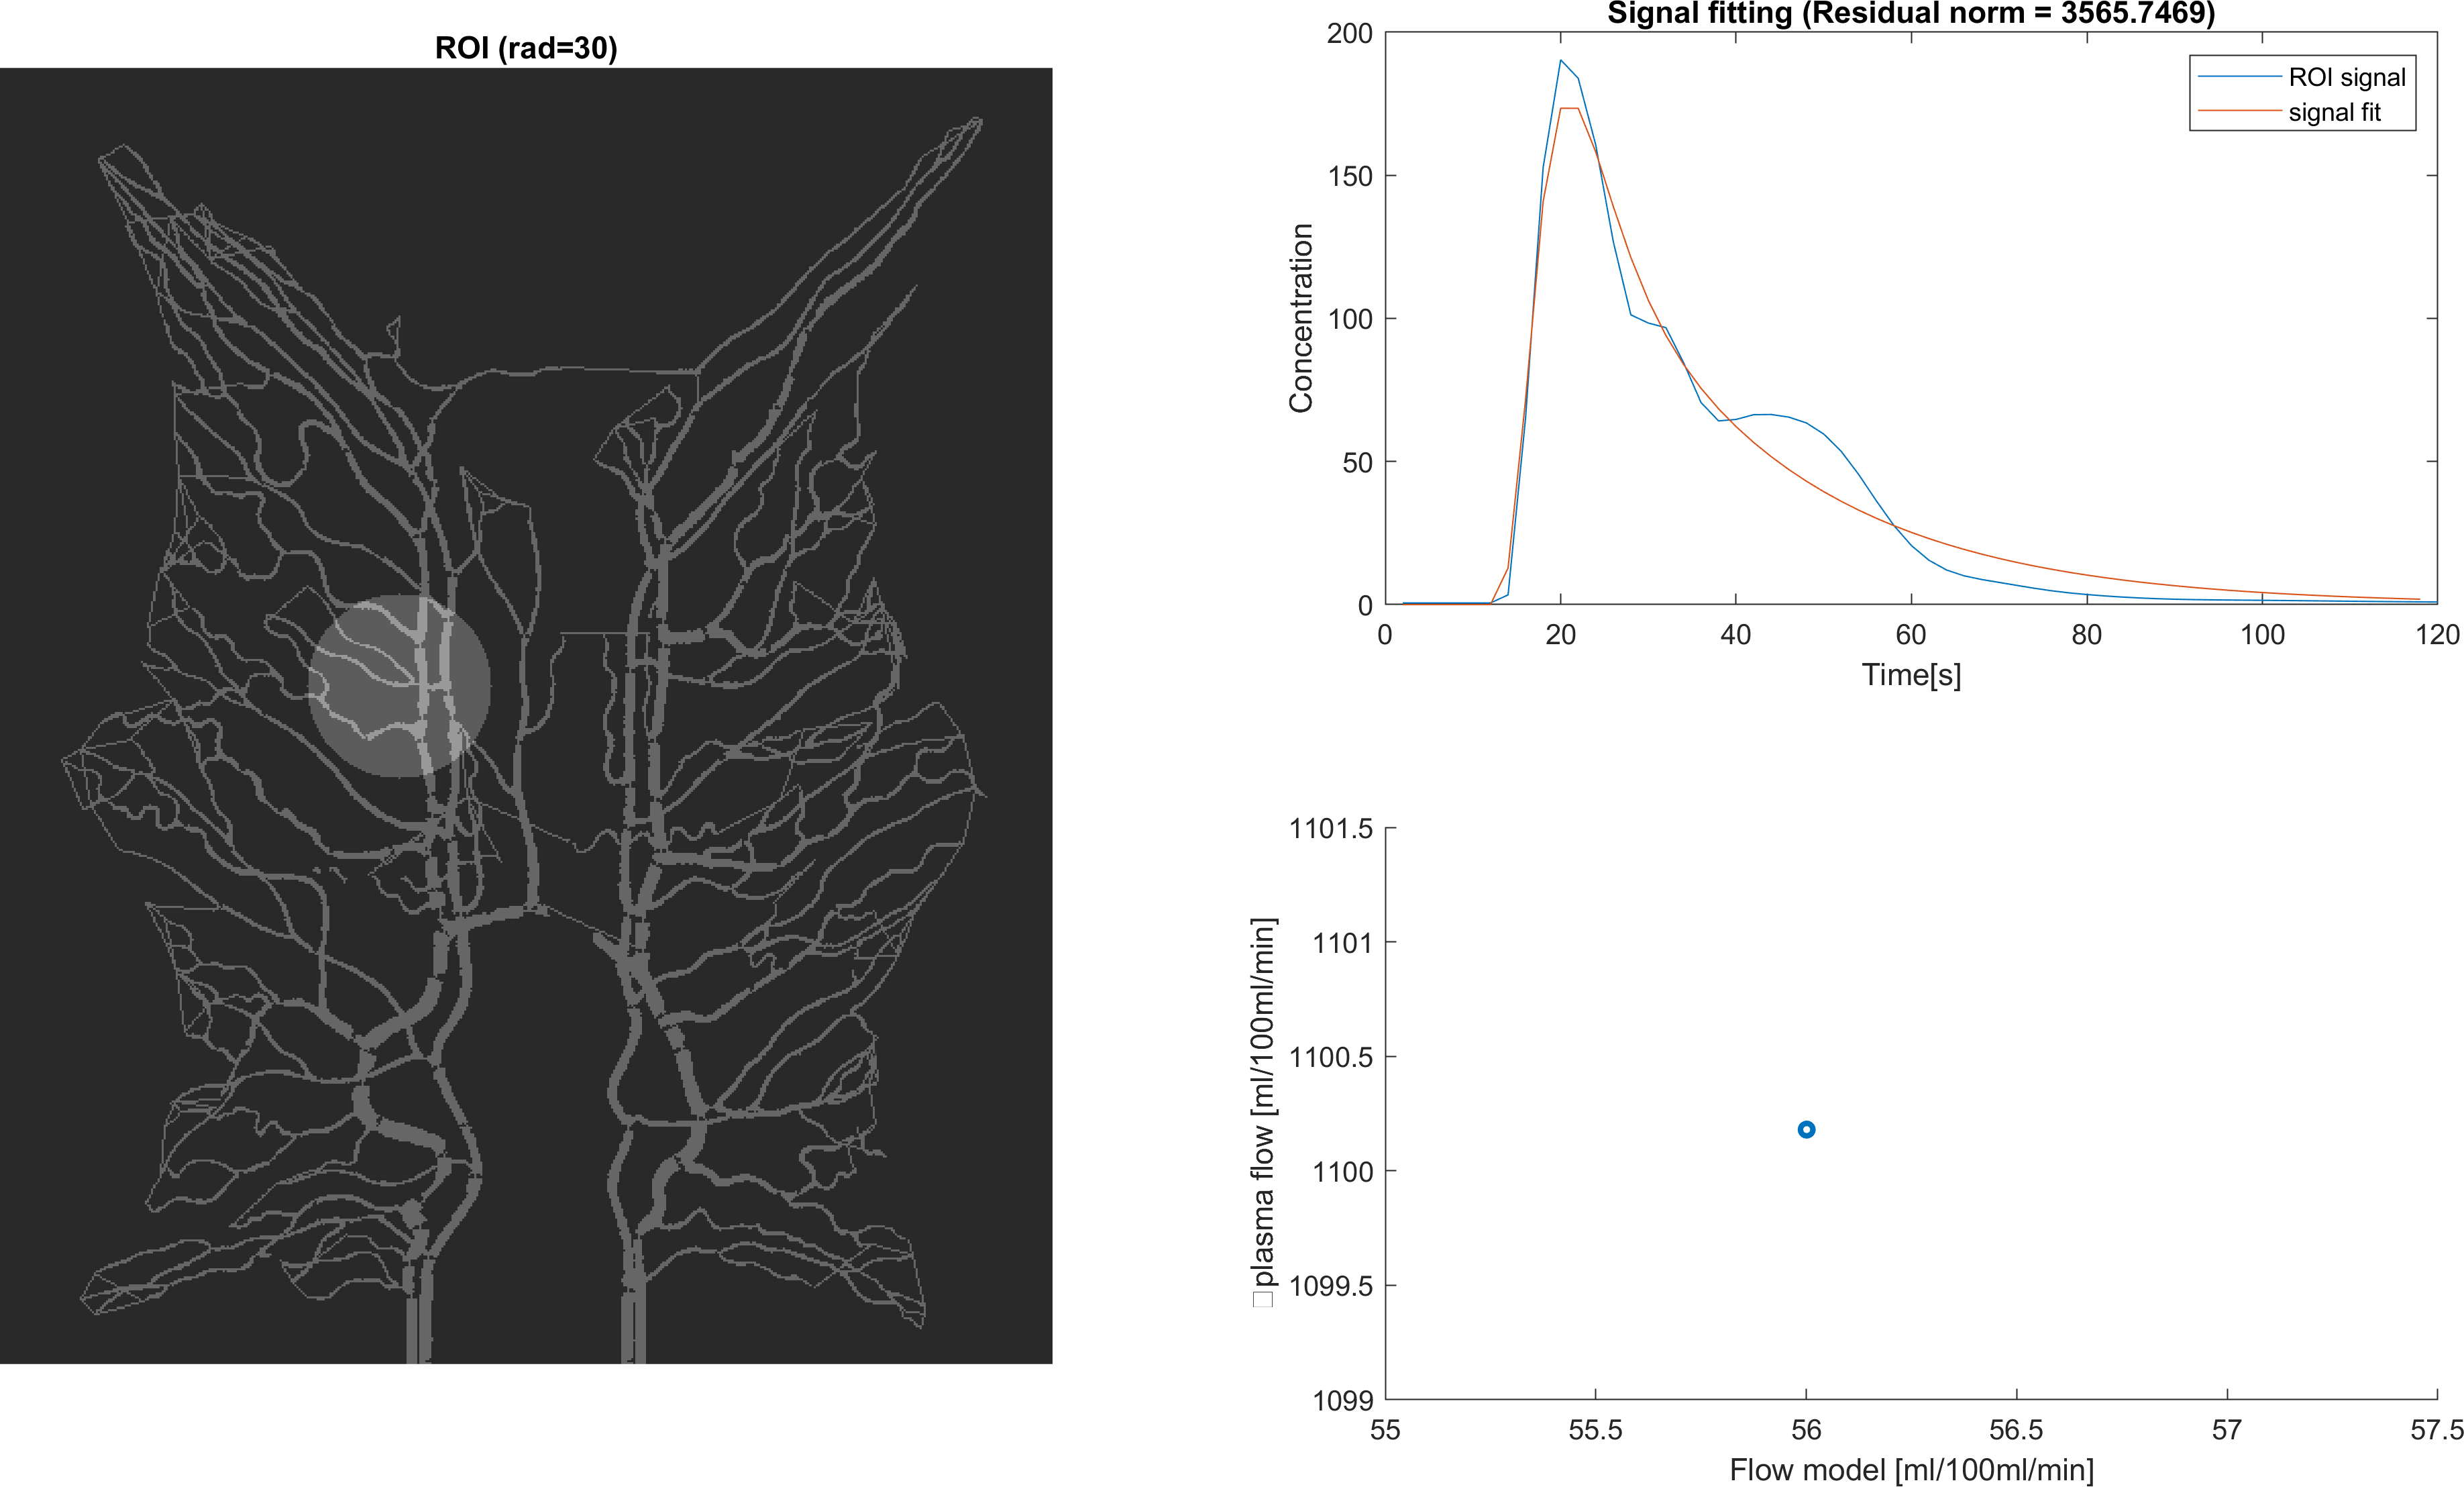 ROI (rad=30)
Signal fitting (Residual norm = 3565.7469)
200
150
100
50
0
Concentration
ROI signal
signal fit
0 20 40 60 80 100 120
Time[s]
1101.5
1101
1100.5
1100
1099.5
1099
□plasma flow [ml/100ml/min]
55 55.5 56 56.5 57 57.5
Flow model [ml/100ml/min]